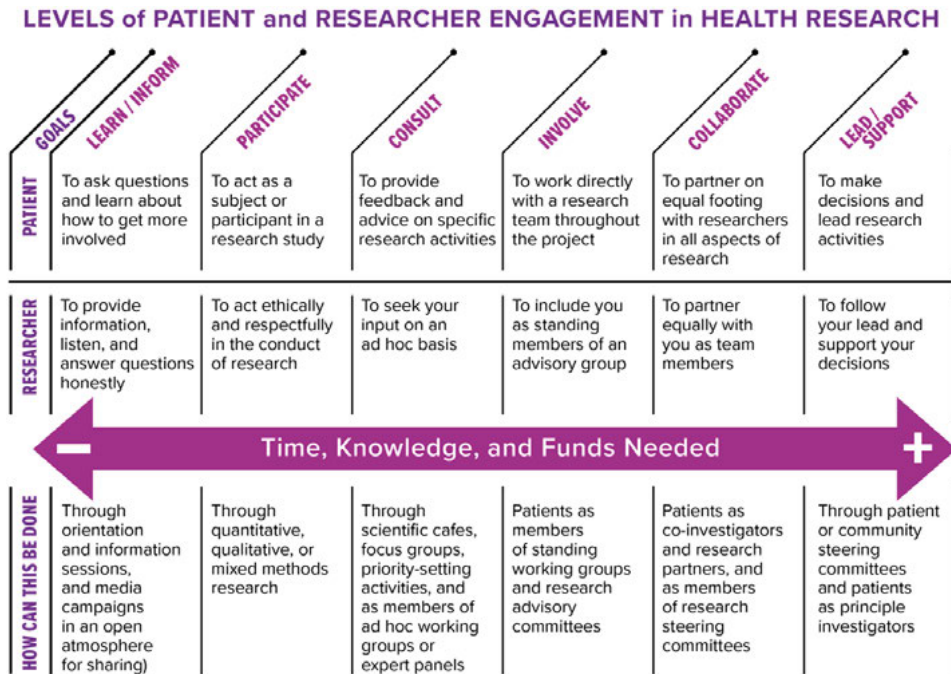 LEVELS of PATIENT and RESEARCHER ENGAGEMENT in HEALTH RESEARCH
GOALS
LEARN / INFORM
PARTICIPATE
CONSULT
INVOLVE
COLLABORATE
LEAD/
SUPPORT
PATIENT
To ask questions
and learn about
how to get more
involved
To act as a
subject or
participant in a
research study
To provide
feedback and
advice on specific
research activities
To work directly
with a research
team throughout
the project
To partner on
equal footing
with researchers
in all aspects of
research
To make
decisions and
lead research
activities
RESEARCHER
To provide
information,
listen, and
answer questions
honestly
To act ethically
and respectfully
in the conduct
of research
To seek your
input on an
ad hoc basis
To include you
as standing
members of an
advisory group
To partner
equally with
you as team
members
To follow
your lead and
support your
decisions
− Time, Knowledge, and Funds Needed +
HOW CAN THIS BE DONE
Through
orientation
and information
sessions,
and media
campaigns
in an open
atmosphere
for sharing)
Through
quantitative,
qualitative, or
mixed methods
research
Through
scientific cafes,
focus groups,
priority-setting
activities, and
as members of
ad hoc working
groups or
expert panels
Patients as
members
of standing
working groups
and research
advisory
committees
Patients as
co-investigators
and research
partners, and
as members
of research
steering
committees
Through patient
or community
steering
committees
and patients
as principle
investigators